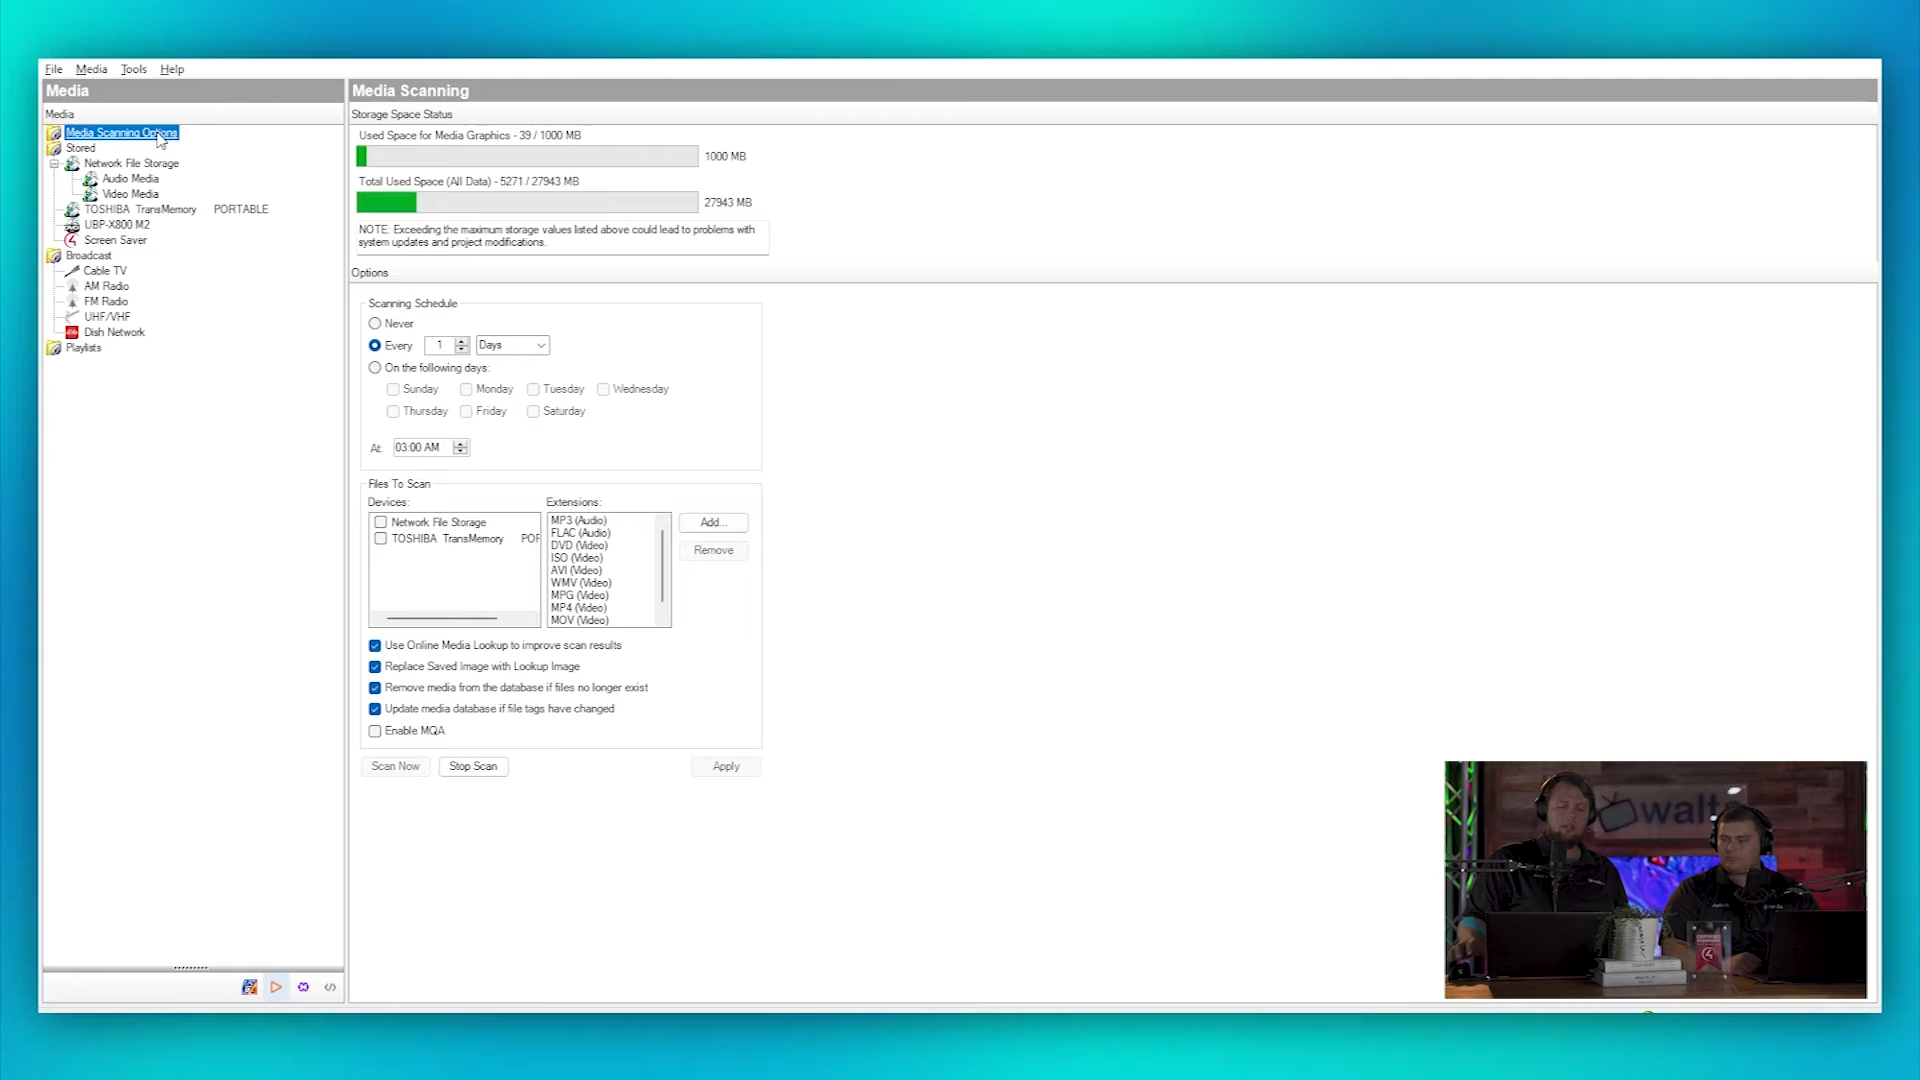 File Media Tools Help
Media
Media
Media Scanning Options
Stored
Network File Storage
Audio Media
Video Media
TOSHIBA TransMemory PORTABLE
UBP-X800 M2
Screen Saver
Broadcast
Cable TV
AM Radio
FM Radio
UHF/VHF
Dish Network
Playlists
Media Scanning
Storage Space Status
Used Space for Media Graphics - 39 / 1000 MB
1000 MB
Total Used Space (All Data) - 5271 / 27943 MB
27943 MB
NOTE: Exceeding the maximum storage values listed above could lead to problems with
system updates and project modifications.
Options
Scanning Schedule
Never
Every 1 Days
On the following days:
Sunday Monday Tuesday Wednesday
Thursday Friday Saturday
At: 03:00 AM
Files To Scan
Devices:
Network File Storage
TOSHIBA TransMemory POF
Extensions:
MP3 (Audio)
FLAC (Audio)
DVD (Video)
ISO (Video)
AVI (Video)
WMV (Video)
MPG (Video)
MP4 (Video)
MOV (Video)
Add...
Remove
Use Online Media Lookup to improve scan results
Replace Saved Image with Lookup Image
Remove media from the database if files no longer exist
Update media database if file tags have changed
Enable MQA
Scan Now Stop Scan Apply
walts